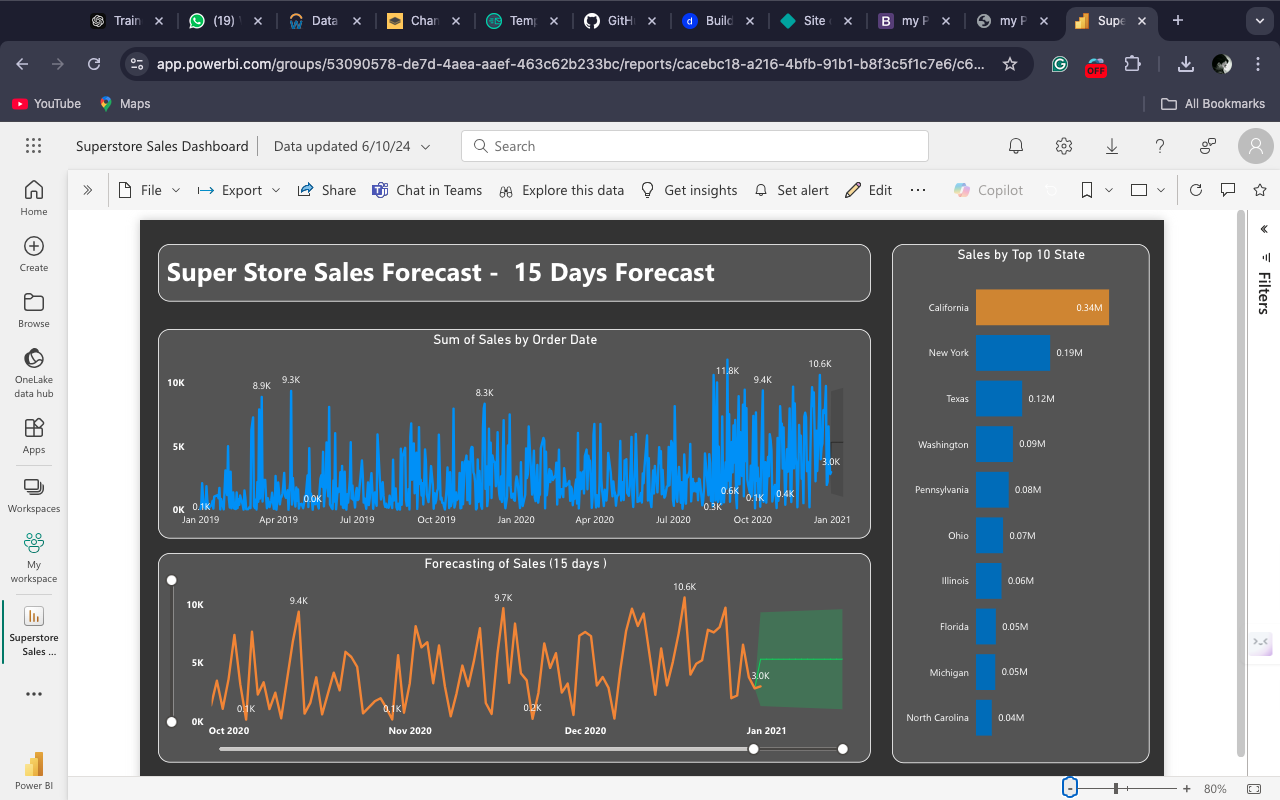 Train
(19)
Data
Chan
Temp
GitHu
Build
Site
my P
my P
Supe
app.powerbi.com/groups/53090578-de7d-4aea-aaef-463c62b233bc/reports/cacebc18-a216-4bfb-91b1-b8f3c5f1c7e6/c6...
OFF
YouTube
Maps
All Bookmarks
Superstore Sales Dashboard
Data updated 6/10/24
Search
File
Export
Share
Chat in Teams
Explore this data
Get insights
Set alert
Edit
Copilot
Home
Create
Browse
OneLake
data hub
Apps
Workspaces
My
workspace
Superstore
Sales ...
Power BI
Super Store Sales Forecast -  15 Days Forecast
Sum of Sales by Order Date
10K
5K
0K
0.1K
8.9K
9.3K
0.0K
8.3K
11.8K
9.4K
10.6K
3.0K
0.6K
0.3K
0.1K
0.4K
Jan 2019
Apr 2019
Jul 2019
Oct 2019
Jan 2020
Apr 2020
Jul 2020
Oct 2020
Jan 2021
Forecasting of Sales (15 days )
10K
5K
0K
9.4K
9.7K
10.6K
3.0K
0.1K
0.1K
0.2K
Oct 2020
Nov 2020
Dec 2020
Jan 2021
Sales by Top 10 State
California 0.34M
New York 0.19M
Texas 0.12M
Washington 0.09M
Pennsylvania 0.08M
Ohio 0.07M
Illinois 0.06M
Florida 0.05M
Michigan 0.05M
North Carolina 0.04M
Filters
- + 80%